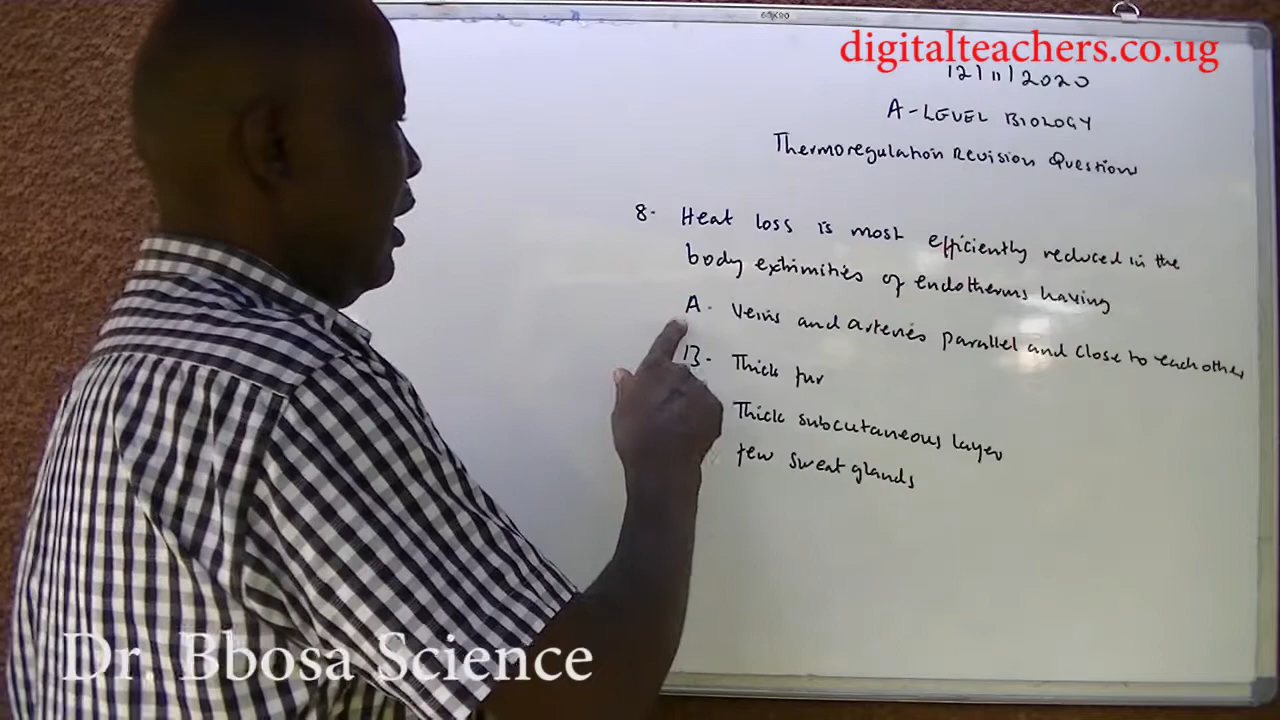 digitalteachers.co.ug
12/11/2020
A-LEVEL BIOLOGY
Thermoregulation Revision Question
8- Heat loss is most efficiently reduced in the
body extrimities of endotherms having
A- Veins and arteries parallel and close to each other
B- Thick fur
Thick subcutaneous layer
few sweat glands
Dr. Bbosa Science